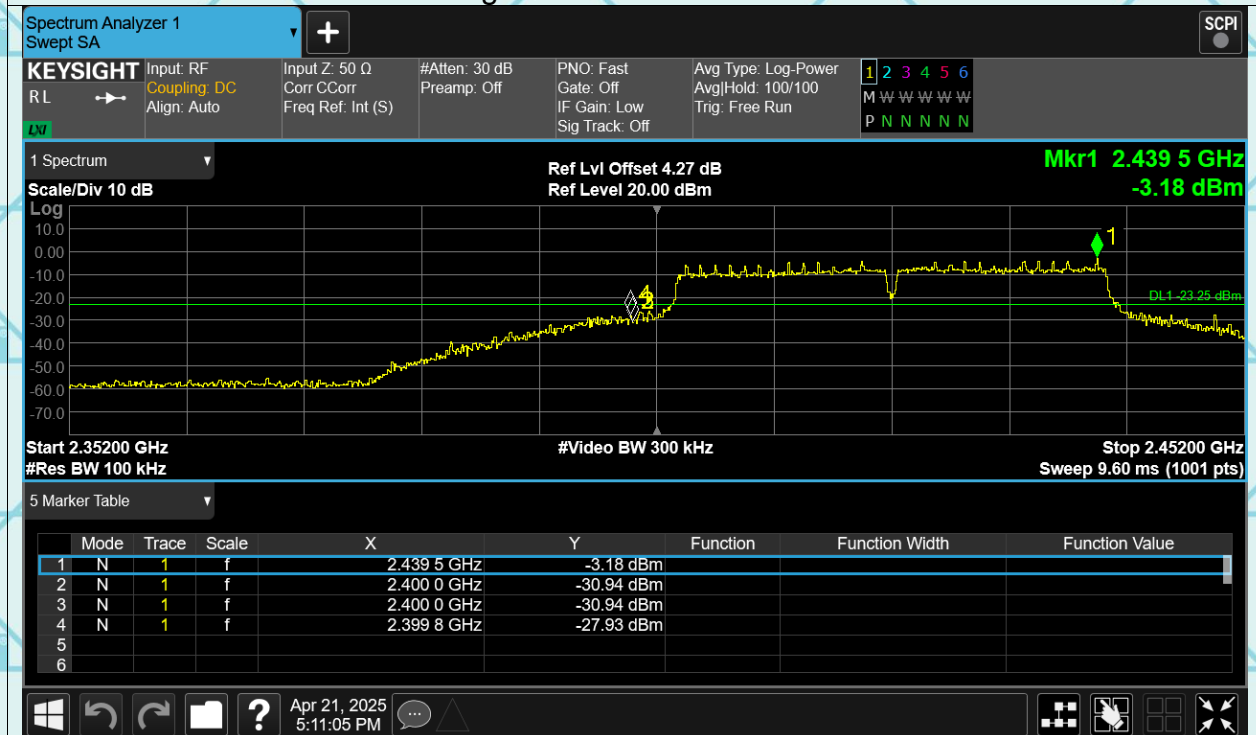 Spectrum Analyzer 1
Swept SA
+
SCPI
KEYSIGHT
RL
LXI
Input: RF
Coupling: DC
Align: Auto
Input Z: 50 Ω
Corr CCorr
Freq Ref: Int (S)
#Atten: 30 dB
Preamp: Off
PNO: Fast
Gate: Off
IF Gain: Low
Sig Track: Off
Avg Type: Log-Power
Avg|Hold: 100/100
Trig: Free Run
1 2 3 4 5 6
M W W W W W
P N N N N N
1 Spectrum
Scale/Div 10 dB
Ref Lvl Offset 4.27 dB
Ref Level 20.00 dBm
Mkr1 2.439 5 GHz
-3.18 dBm
Log
10.0
0.00
-10.0
-20.0
-30.0
-40.0
-50.0
-60.0
-70.0
1
DL1 -23.25 dBm
Start 2.35200 GHz
#Res BW 100 kHz
#Video BW 300 kHz
Stop 2.45200 GHz
Sweep 9.60 ms (1001 pts)
5 Marker Table
Mode Trace Scale X Y Function Function Width Function Value
1 N 1 f 2.439 5 GHz -3.18 dBm
2 N 1 f 2.400 0 GHz -30.94 dBm
3 N 1 f 2.400 0 GHz -30.94 dBm
4 N 1 f 2.399 8 GHz -27.93 dBm
5
6
?
Apr 21, 2025
5:11:05 PM